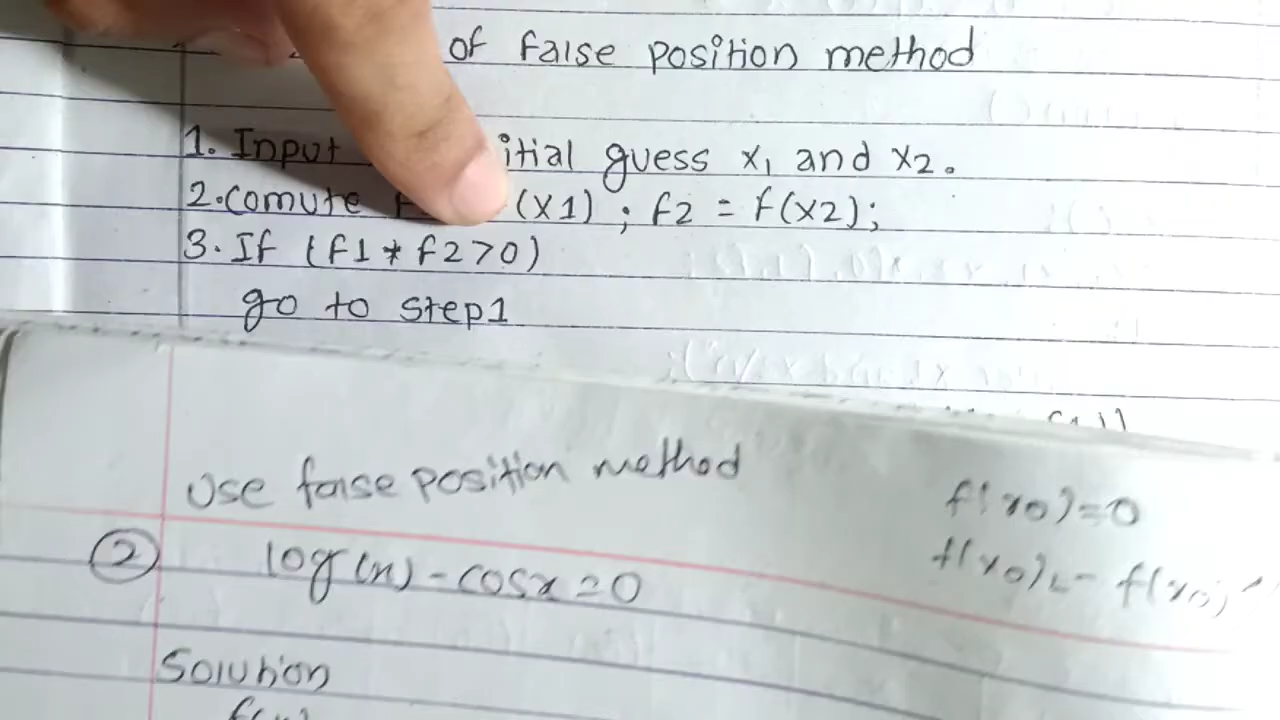 of false position method
1. Input itial guess x1 and x2.
2.comute (x1) ; f2 = f(x2);
3. If (f1 * f2 >0)
go to step1
Use false position method
f(x0)=0
② log(x) - cosx = 0
Solution